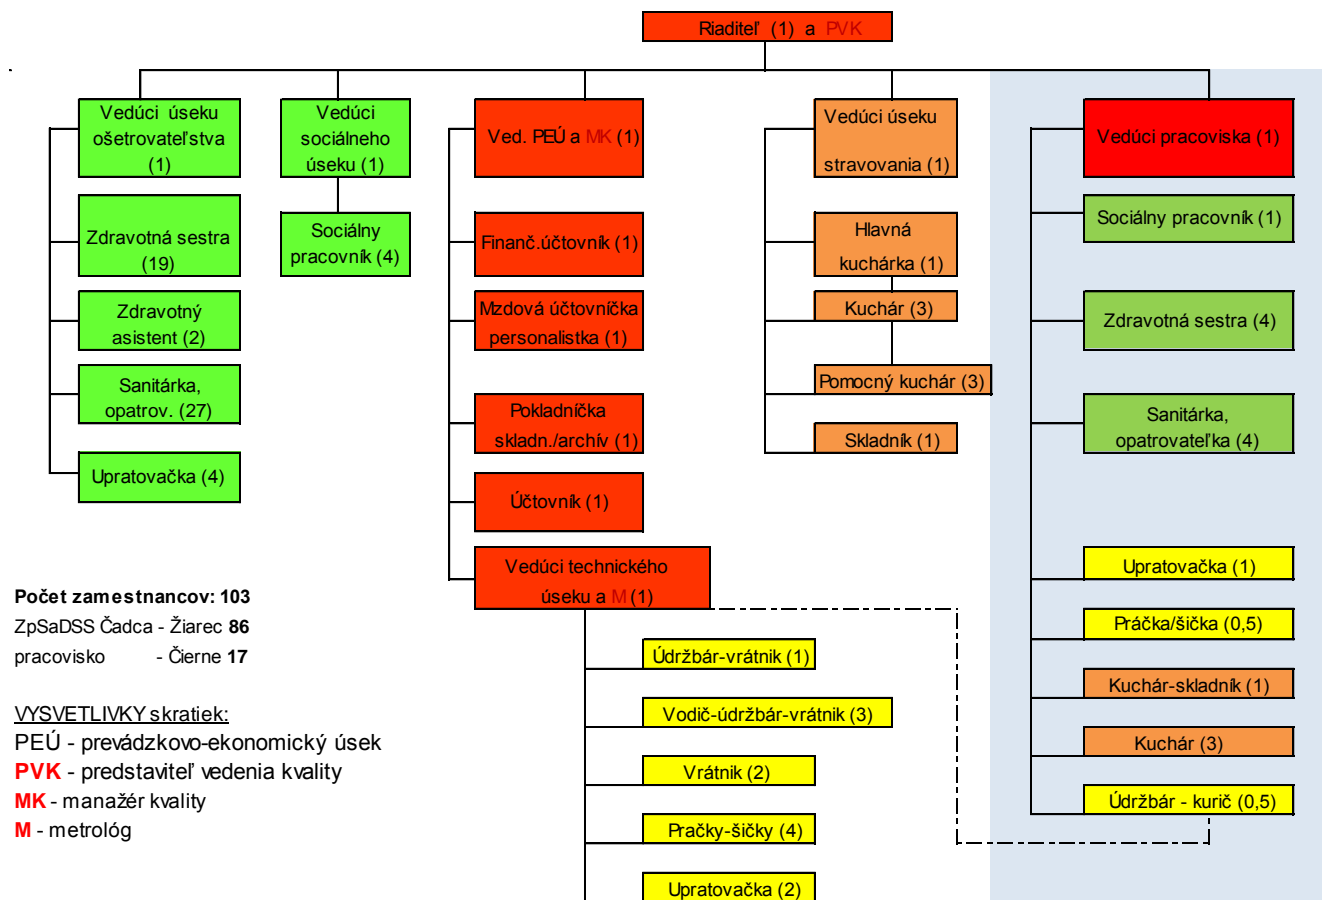 Riaditeľ (1) a PVK
Vedúci úseku
ošetrovateľstva
(1)
Zdravotná sestra
(19)
Zdravotný
asistent (2)
Sanitárka,
opatrov. (27)
Upratovačka (4)
Vedúci
sociálneho
úseku (1)
Sociálny
pracovník (4)
Ved. PEÚ a MK (1)
Finanč.účtovník (1)
Mzdová účtovníčka
personalistka (1)
Pokladníčka
skladn./archív (1)
Účtovník (1)
Vedúci technického
úseku a M (1)
Údržbár-vrátnik (1)
Vodič-údržbár-vrátnik (3)
Vrátnik (2)
Pračky-šičky (4)
Upratovačka (2)
Vedúci úseku
stravovania (1)
Hlavná
kuchárka (1)
Kuchár (3)
Pomocný kuchár (3)
Skladník (1)
Vedúci pracoviska (1)
Sociálny pracovník (1)
Zdravotná sestra (4)
Sanitárka,
opatrovateľka (4)
Upratovačka (1)
Práčka/šička (0,5)
Kuchár-skladník (1)
Kuchár (3)
Údržbár - kurič (0,5)
Počet zamestnancov: 103
ZpSaDSS Čadca - Žiarec 86
pracovisko - Čierne 17
VYSVETLIVKY skratiek:
PEÚ - prevádzkovo-ekonomický úsek
PVK - predstaviteľ vedenia kvality
MK - manažér kvality
M - metrológ